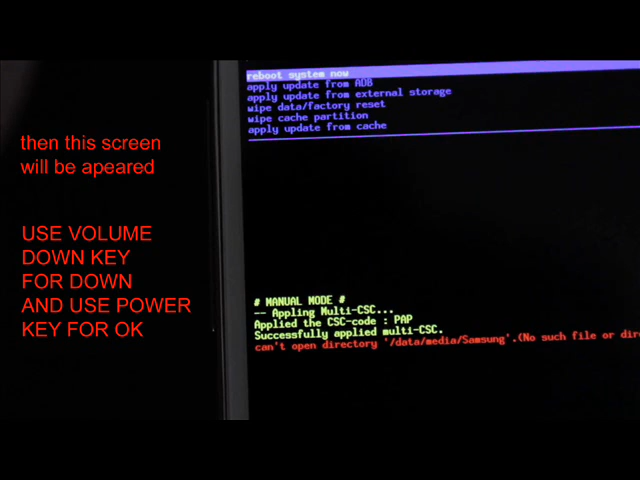 reboot system now
apply update from ADB
apply update from external storage
wipe data/factory reset
wipe cache partition
apply update from cache
then this screen
will be apeared
USE VOLUME
DOWN KEY
FOR DOWN
AND USE POWER
KEY FOR OK
# MANUAL MODE #
-- Appling Multi-CSC...
Applied the CSC-code : PAP
Successfully applied multi-CSC.
can't open directory '/data/media/Samsung'.(No such file or dire